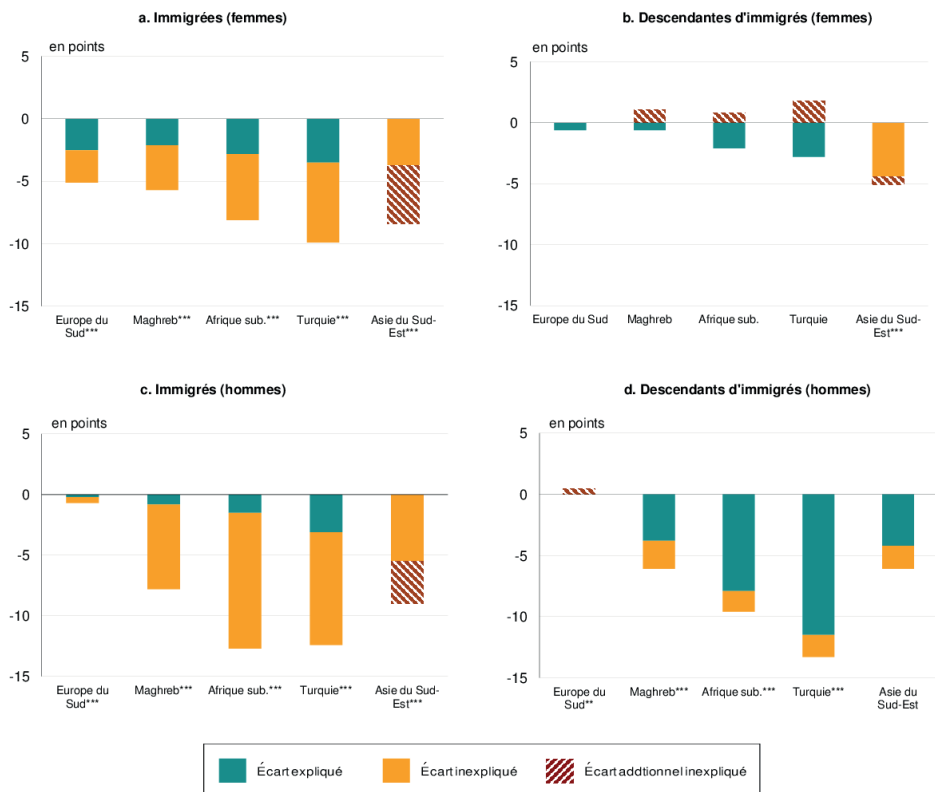 a. Immigrées (femmes)
en points
5
0
-5
-10
-15
Europe du Sud***
Maghreb***
Afrique sub.***
Turquie***
Asie du Sud-Est***
b. Descendantes d'immigrés (femmes)
en points
5
0
-5
-10
-15
Europe du Sud
Maghreb
Afrique sub.
Turquie
Asie du Sud-Est***
c. Immigrés (hommes)
en points
5
0
-5
-10
-15
Europe du Sud***
Maghreb***
Afrique sub.***
Turquie***
Asie du Sud-Est***
d. Descendants d'immigrés (hommes)
en points
5
0
-5
-10
-15
Europe du Sud**
Maghreb***
Afrique sub.***
Turquie***
Asie du Sud-Est
Écart expliqué
Écart inexpliqué
Écart addtionnel inexpliqué